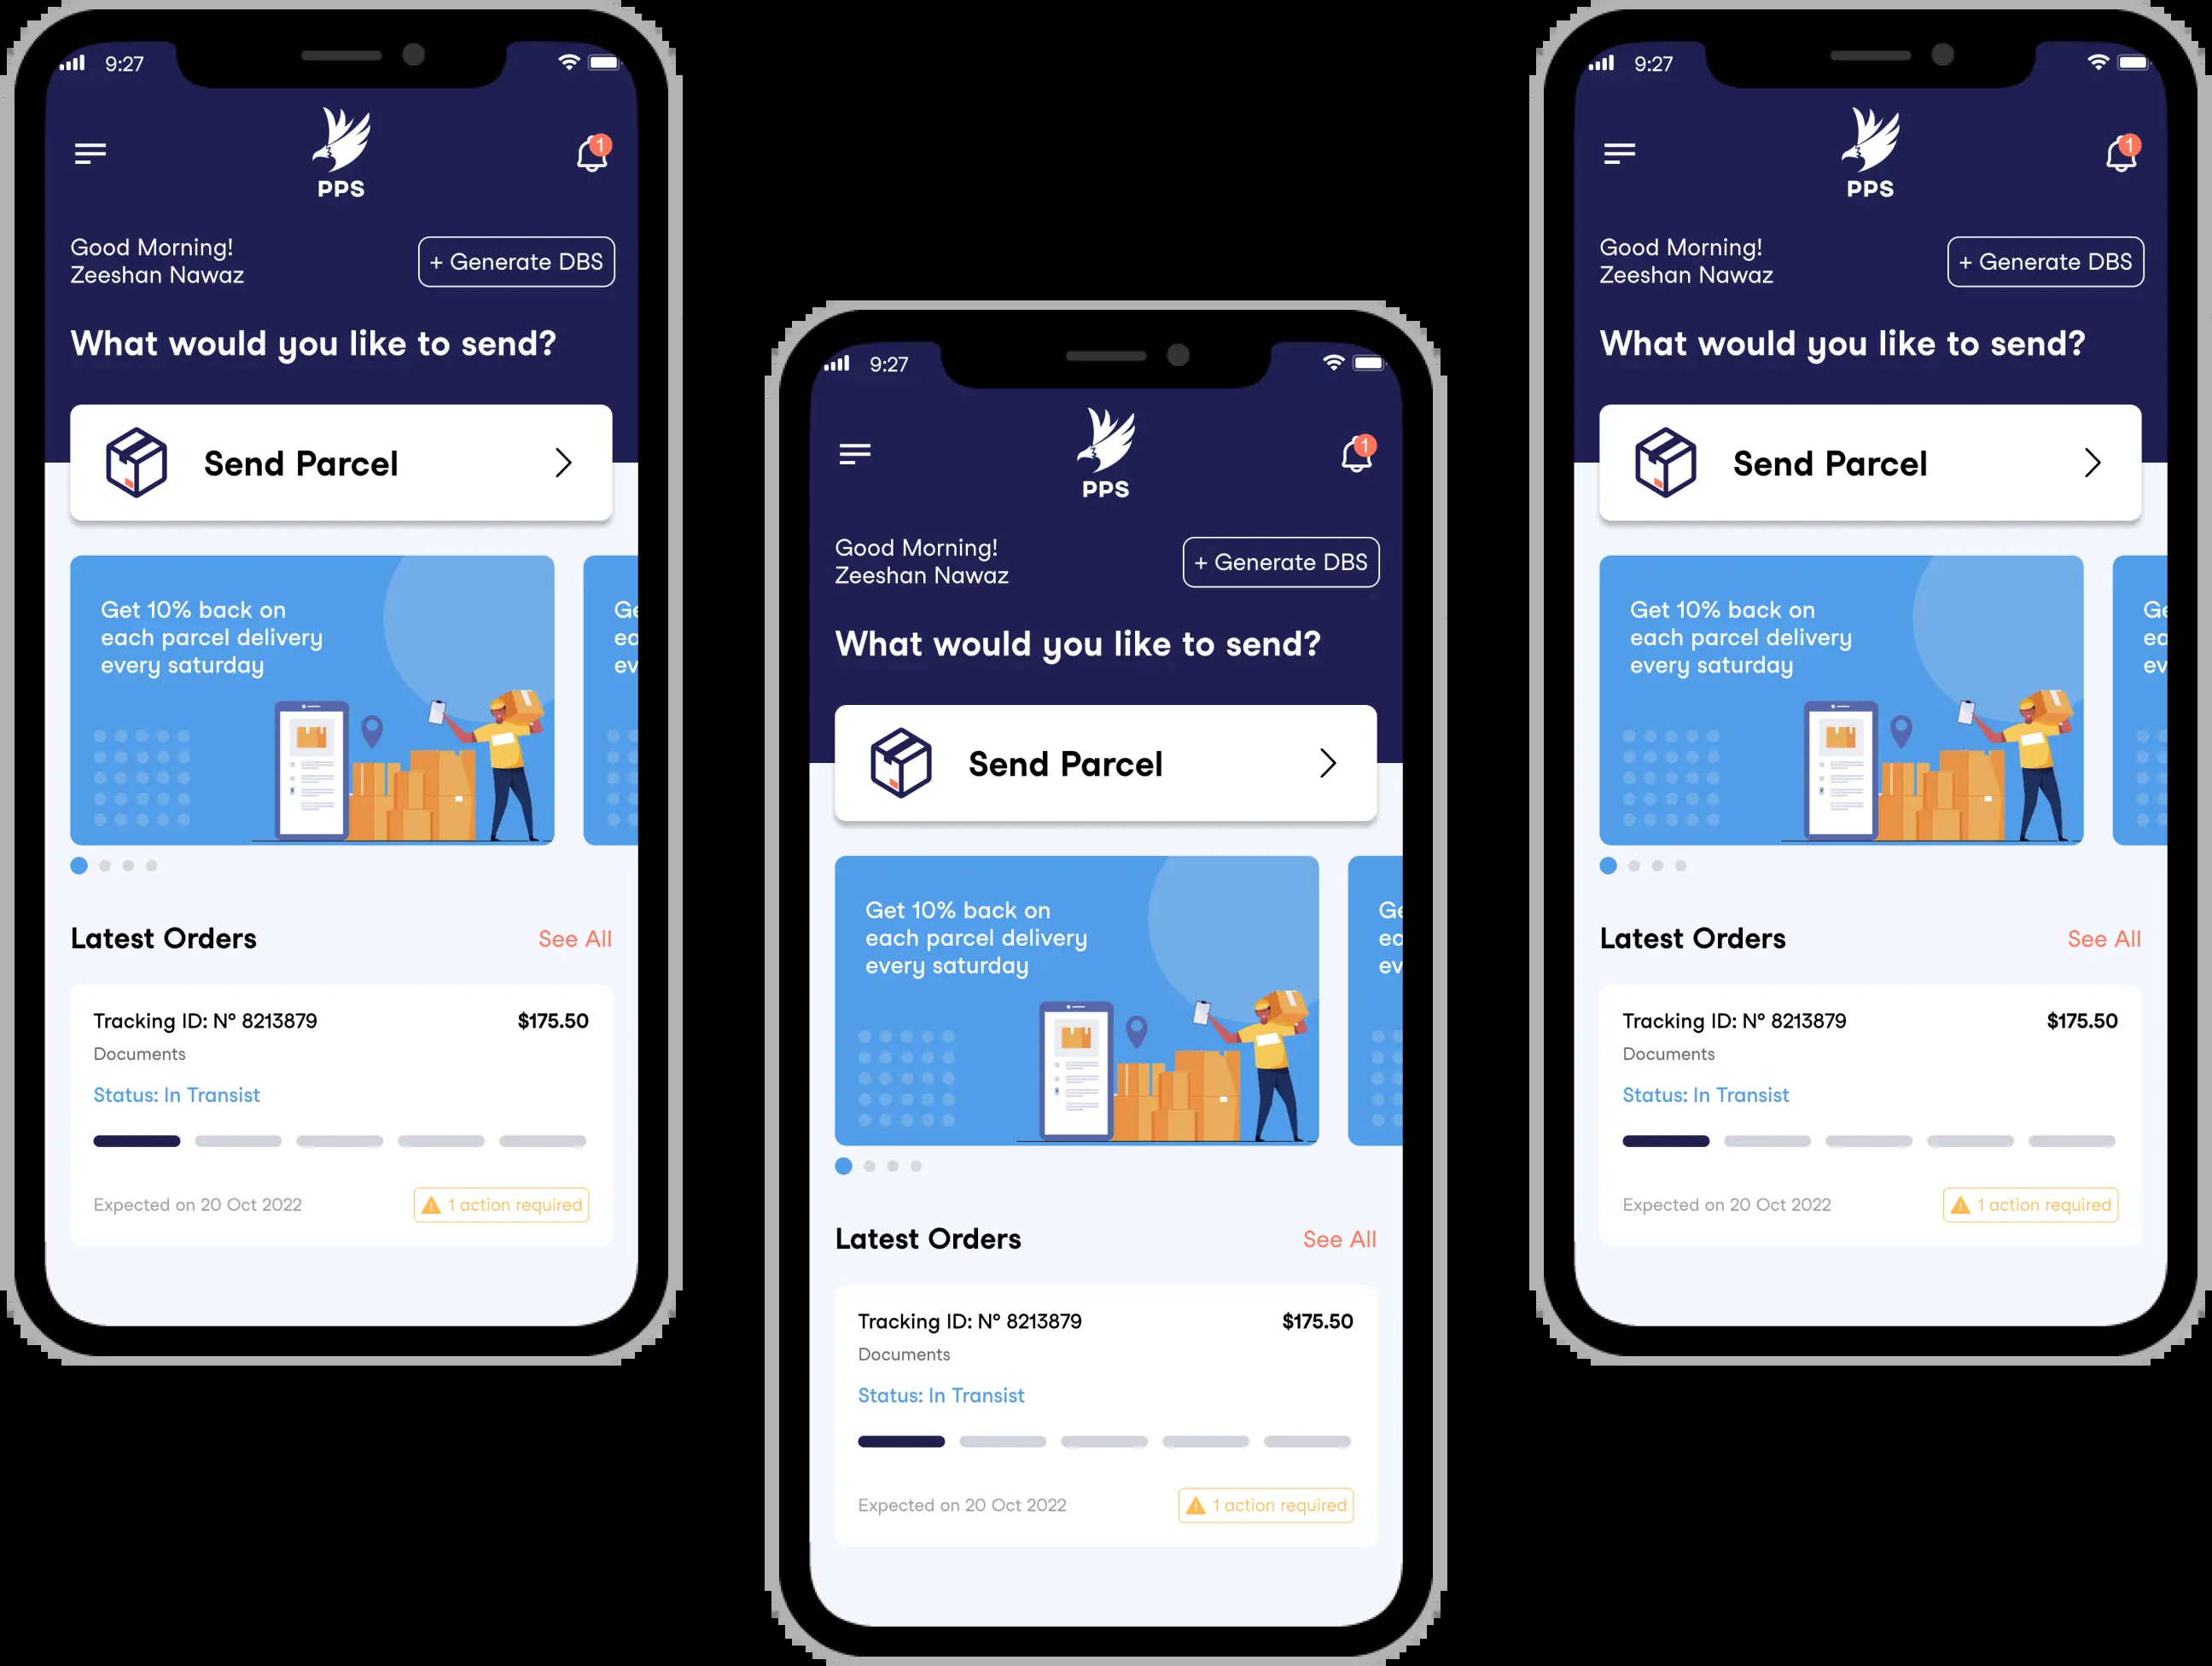 9:27
1
PPS
Good Morning!
Zeeshan Nawaz
+ Generate DBS
What would you like to send?
Send Parcel
Get 10% back on
each parcel delivery
every saturday
Ge
ea
ev
Latest Orders
See All
Tracking ID: N° 8213879
$175.50
Documents
Status: In Transist
Expected on 20 Oct 2022
1 action required
9:27
1
PPS
Good Morning!
Zeeshan Nawaz
+ Generate DBS
What would you like to send?
Send Parcel
Get 10% back on
each parcel delivery
every saturday
Ge
ea
ev
Latest Orders
See All
Tracking ID: N° 8213879
$175.50
Documents
Status: In Transist
Expected on 20 Oct 2022
1 action required
9:27
1
PPS
Good Morning!
Zeeshan Nawaz
+ Generate DBS
What would you like to send?
Send Parcel
Get 10% back on
each parcel delivery
every saturday
Ge
ea
ev
Latest Orders
See All
Tracking ID: N° 8213879
$175.50
Documents
Status: In Transist
Expected on 20 Oct 2022
1 action required